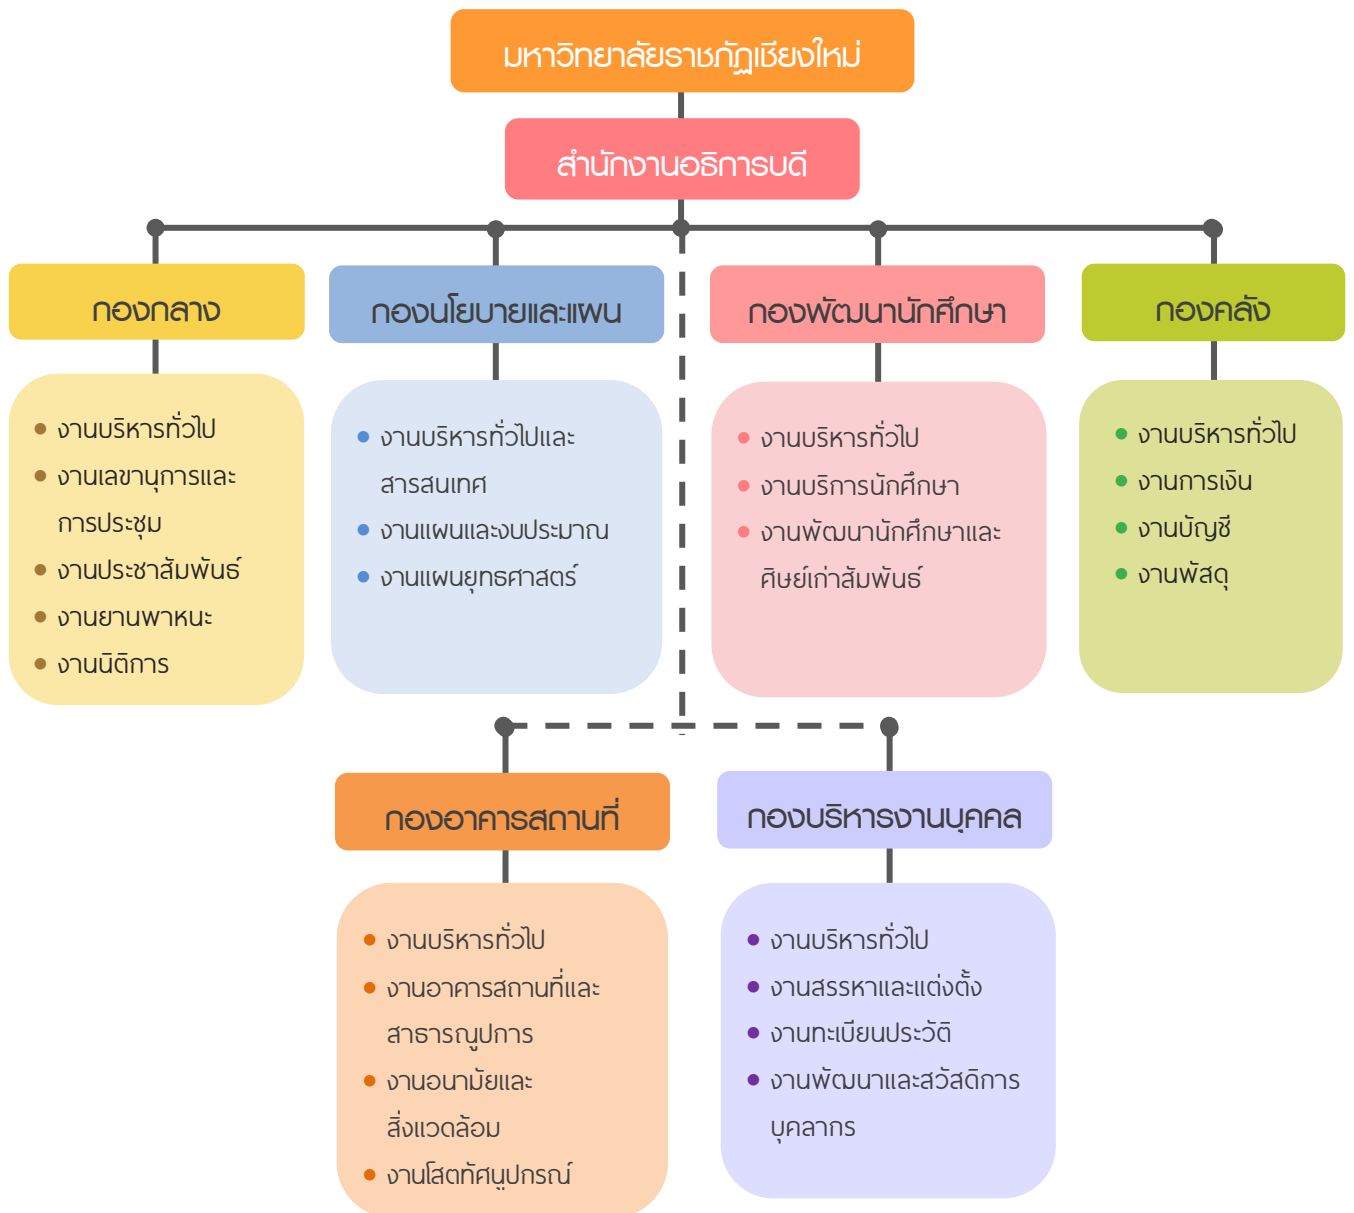 มหาวิทยาลัยราชภัฏเชียงใหม่
สำนักงานอธิการบดี
กองกลาง
งานบริหารทั่วไป
งานเลขานุการและ
การประชุม
งานประชาสัมพันธ์
งานยานพาหนะ
งานนิติการ
กองนโยบายและแผน
งานบริหารทั่วไปและ
สารสนเทศ
งานแผนและงบประมาณ
งานแผนยุทธศาสตร์
กองพัฒนานักศึกษา
งานบริหารทั่วไป
งานบริการนักศึกษา
งานพัฒนานักศึกษาและ
ศิษย์เก่าสัมพันธ์
กองคลัง
งานบริหารทั่วไป
งานการเงิน
งานบัญชี
งานพัสดุ
กองอาคารสถานที่
งานบริหารทั่วไป
งานอาคารสถานที่และ
สาธารณูปการ
งานอนามัยและ
สิ่งแวดล้อม
งานโสตทัศนูปกรณ์
กองบริหารงานบุคคล
งานบริหารทั่วไป
งานสรรหาและแต่งตั้ง
งานทะเบียนประวัติ
งานพัฒนาและสวัสดิการ
บุคลากร